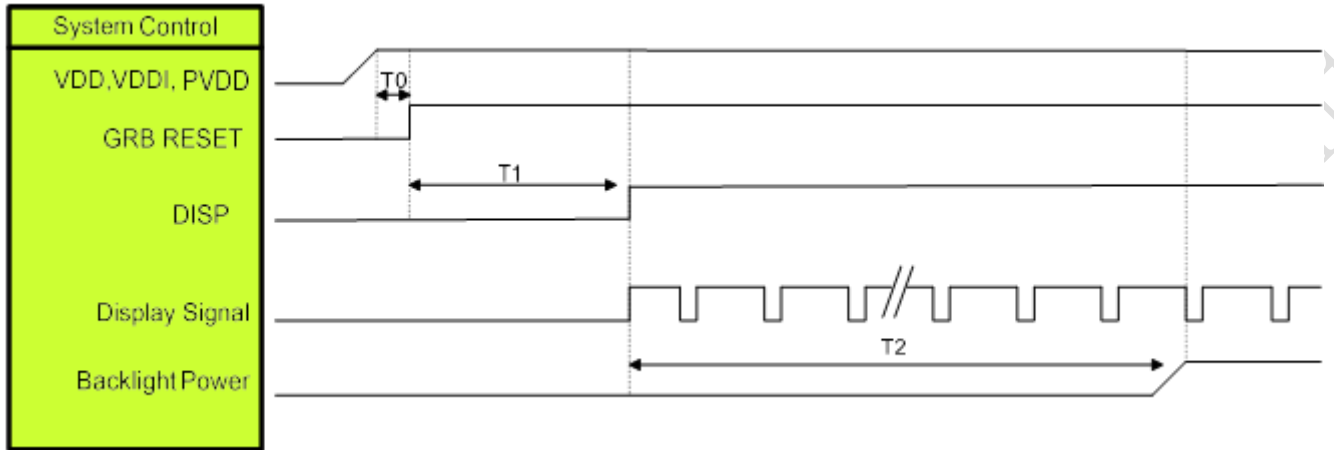 System Control
VDD,VDDI, PVDD
T0
GRB RESET
T1
DISP
Display Signal
T2
Backlight Power